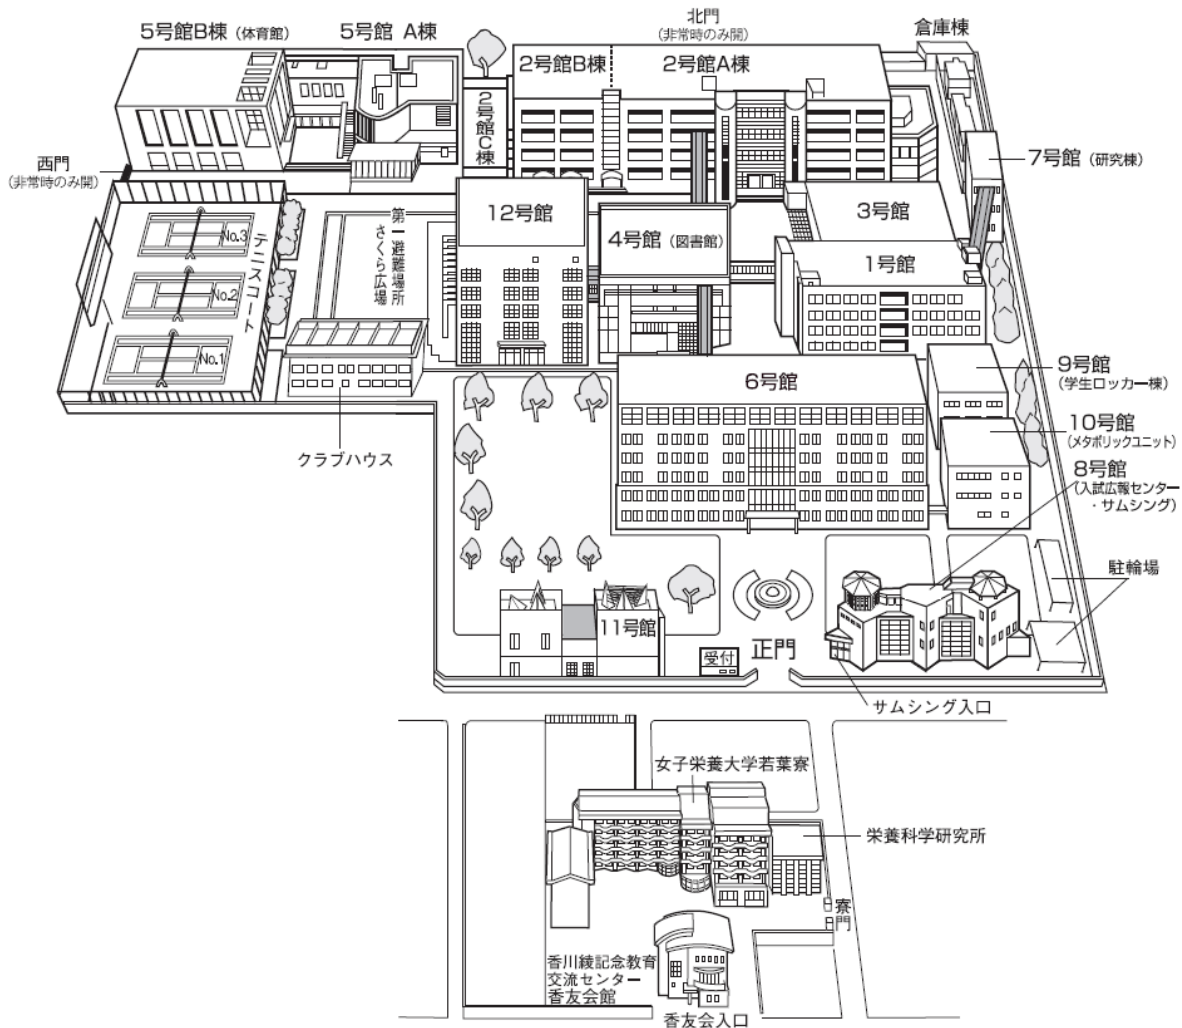 北門
(非常時のみ開)
倉庫棟
5号館B棟(体育館)
5号館 A棟
2号館B棟
2号館A棟
2号館C棟
7号館(研究棟)
西門
(非常時のみ開)
12号館
3号館
4号館(図書館)
1号館
第一避難場所
さくら広場
テニスコート
No.3
No.2
No.1
6号館
9号館
(学生ロッカー棟)
10号館
(メタボリックユニット)
8号館
(入試広報センター
・サムシング)
クラブハウス
駐輪場
11号館
受付
正門
サムシング入口
女子栄養大学若葉寮
栄養科学研究所
寮門
香川綾記念教育
交流センター
香友会館
香友会入口